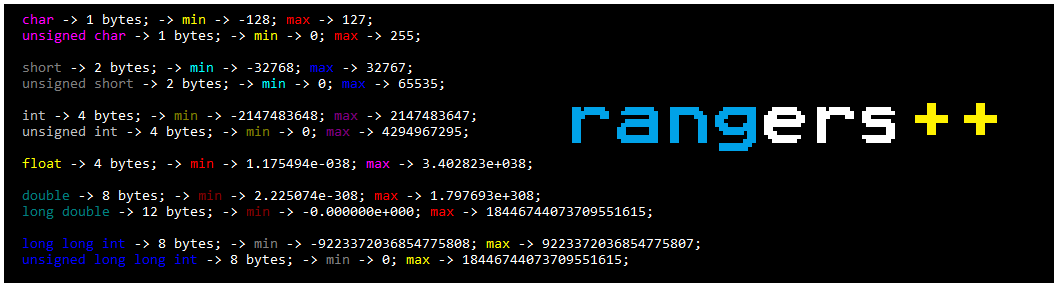 char -> 1 bytes; -> min -> -128; max -> 127;
unsigned char -> 1 bytes; -> min -> 0; max -> 255;
short -> 2 bytes; -> min -> -32768; max -> 32767;
unsigned short -> 2 bytes; -> min -> 0; max -> 65535;
int -> 4 bytes; -> min -> -2147483648; max -> 2147483647;
unsigned int -> 4 bytes; -> min -> 0; max -> 4294967295;
float -> 4 bytes; -> min -> 1.175494e-038; max -> 3.402823e+038;
double -> 8 bytes; -> min -> 2.225074e-308; max -> 1.797693e+308;
long double -> 12 bytes; -> min -> -0.000000e+000; max -> 18446744073709551615;
long long int -> 8 bytes; -> min -> -9223372036854775808; max -> 9223372036854775807;
unsigned long long int -> 8 bytes; -> min -> 0; max -> 18446744073709551615;
rangers++